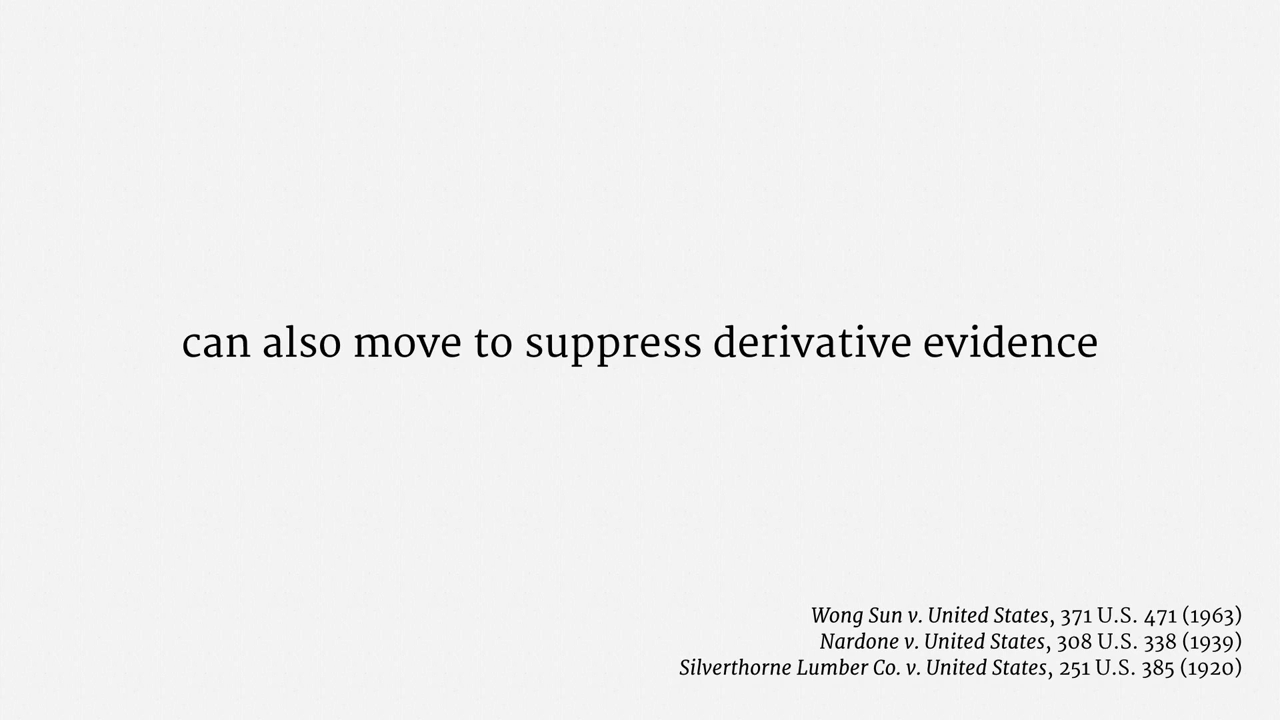 can also move to suppress derivative evidence
Wong Sun v. United States, 371 U.S. 471 (1963)
Nardone v. United States, 308 U.S. 338 (1939)
Silverthorne Lumber Co. v. United States, 251 U.S. 385 (1920)